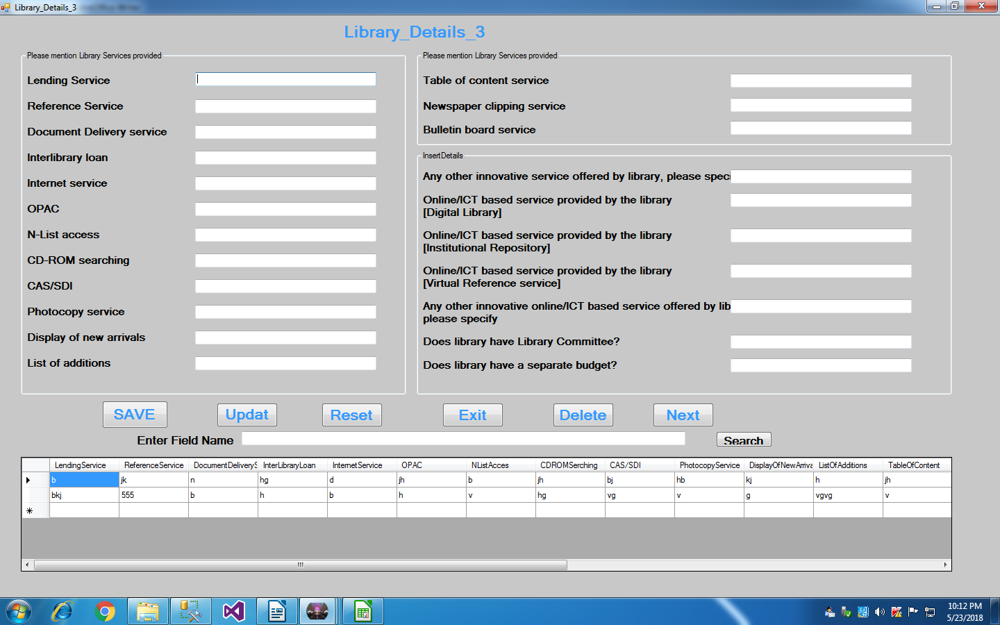 Library_Details_3
Library_Details_3
Please mention Library Services provided
Lending Service
Reference Service
Document Delivery service
Interlibrary loan
Internet service
OPAC
N-List access
CD-ROM searching
CAS/SDI
Photocopy service
Display of new arrivals
List of additions
Please mention Library Services provided
Table of content service
Newspaper clipping service
Bulletin board service
InsertDetails
Any other innovative service offered by library, please speci
Online/ICT based service provided by the library
[Digital Library]
Online/ICT based service provided by the library
[Institutional Repository]
Online/ICT based service provided by the library
[Virtual Reference service]
Any other innovative online/ICT based service offered by lib
please specify
Does library have Library Committee?
Does library have a separate budget?
SAVE Updat Reset Exit Delete Next
Enter Field Name Search
LendingService ReferenceService DocumentDeliveryS InterLibraryLoan InternetService OPAC NListAcces CDROMSerching CAS/SDI PhotocopyService DisplayOfNewArriva ListOfAdditions TableOfContent
b jk n hg d jh b jh bj hb kj h jh
bkj 555 b h b h v hg vg v g vgvg v
10:12 PM
5/23/2018